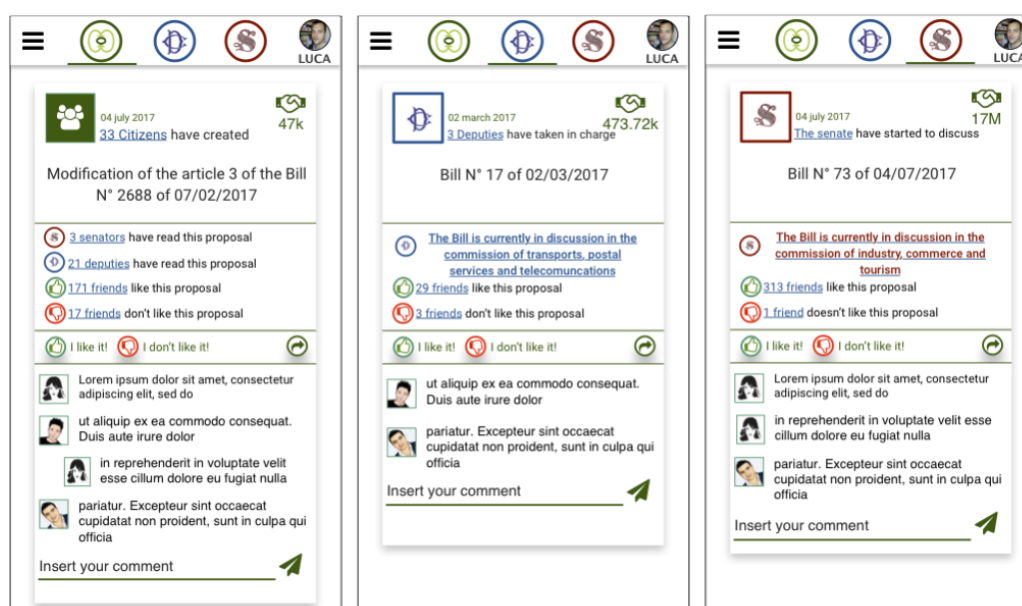 LUCA
04 july 2017
33 Citizens have created
47k
Modification of the article 3 of the Bill
N° 2688 of 07/02/2017
3 senators have read this proposal
21 deputies have read this proposal
171 friends like this proposal
17 friends don't like this proposal
I like it! I don't like it!
Lorem ipsum dolor sit amet, consectetur
adipiscing elit, sed do
ut aliquip ex ea commodo consequat.
Duis aute irure dolor
in reprehenderit in voluptate velit
esse cillum dolore eu fugiat nulla
pariatur. Excepteur sint occaecat
cupidatat non proident, sunt in culpa qui
officia
Insert your comment
LUCA
02 march 2017
3 Deputies have taken in charge
473.72k
Bill N° 17 of 02/03/2017
The Bill is currently in discussion in the
commission of transports, postal
services and telecomuncations
29 friends like this proposal
3 friends don't like this proposal
I like it! I don't like it!
ut aliquip ex ea commodo consequat.
Duis aute irure dolor
pariatur. Excepteur sint occaecat
cupidatat non proident, sunt in culpa qui
officia
Insert your comment
LUCA
04 july 2017
The senate have started to discuss
17M
Bill N° 73 of 04/07/2017
The Bill is currently in discussion in the
commission of industry, commerce and
tourism
313 friends like this proposal
1 friend doesn't like this proposal
I like it! I don't like it!
Lorem ipsum dolor sit amet, consectetur
adipiscing elit, sed do
in reprehenderit in voluptate velit esse
cillum dolore eu fugiat nulla
pariatur. Excepteur sint occaecat
cupidatat non proident, sunt in culpa qui
officia
Insert your comment